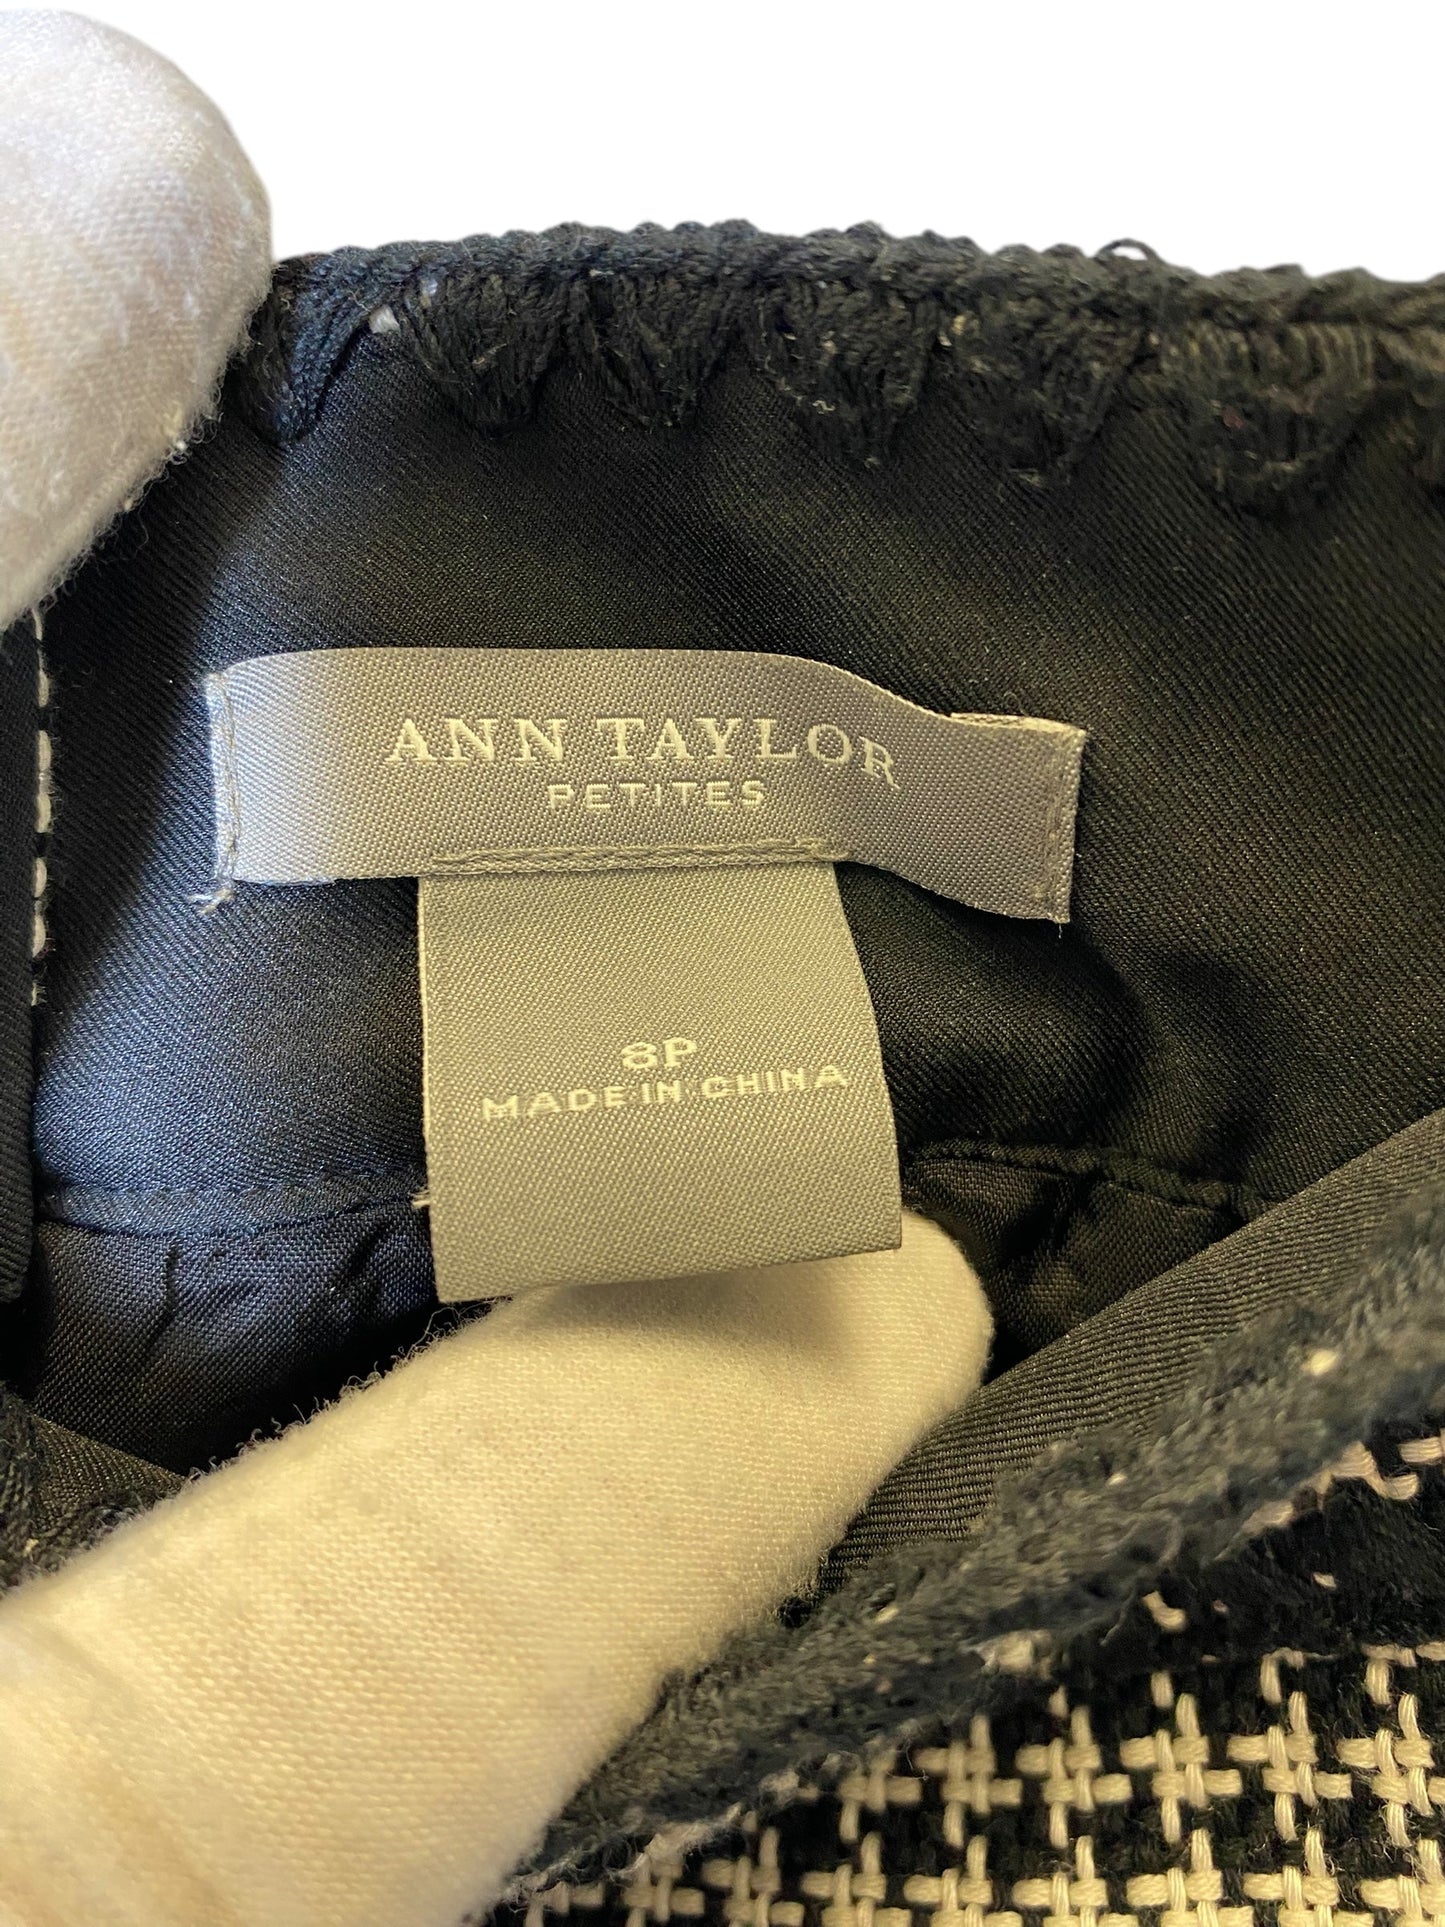 ANN TAYLOR
PETITES
8P
MADE IN CHINA